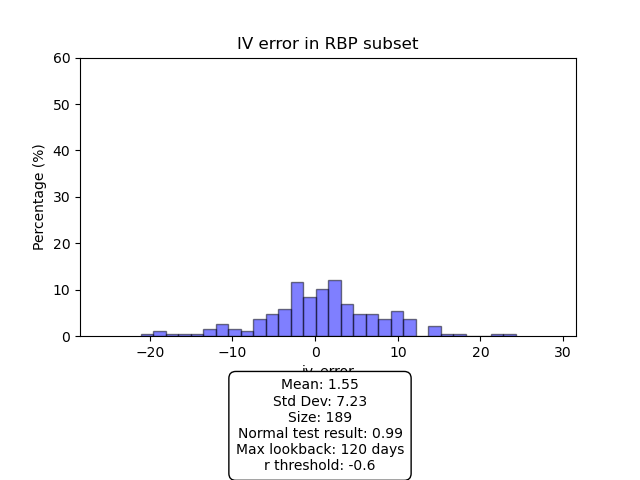 IV error in RBP subset
60
50
40
30
20
10
0
Percentage (%)
−20
−10
0
10
20
30
iv_error
Mean: 1.55
Std Dev: 7.23
Size: 189
Normal test result: 0.99
Max lookback: 120 days
r threshold: -0.6